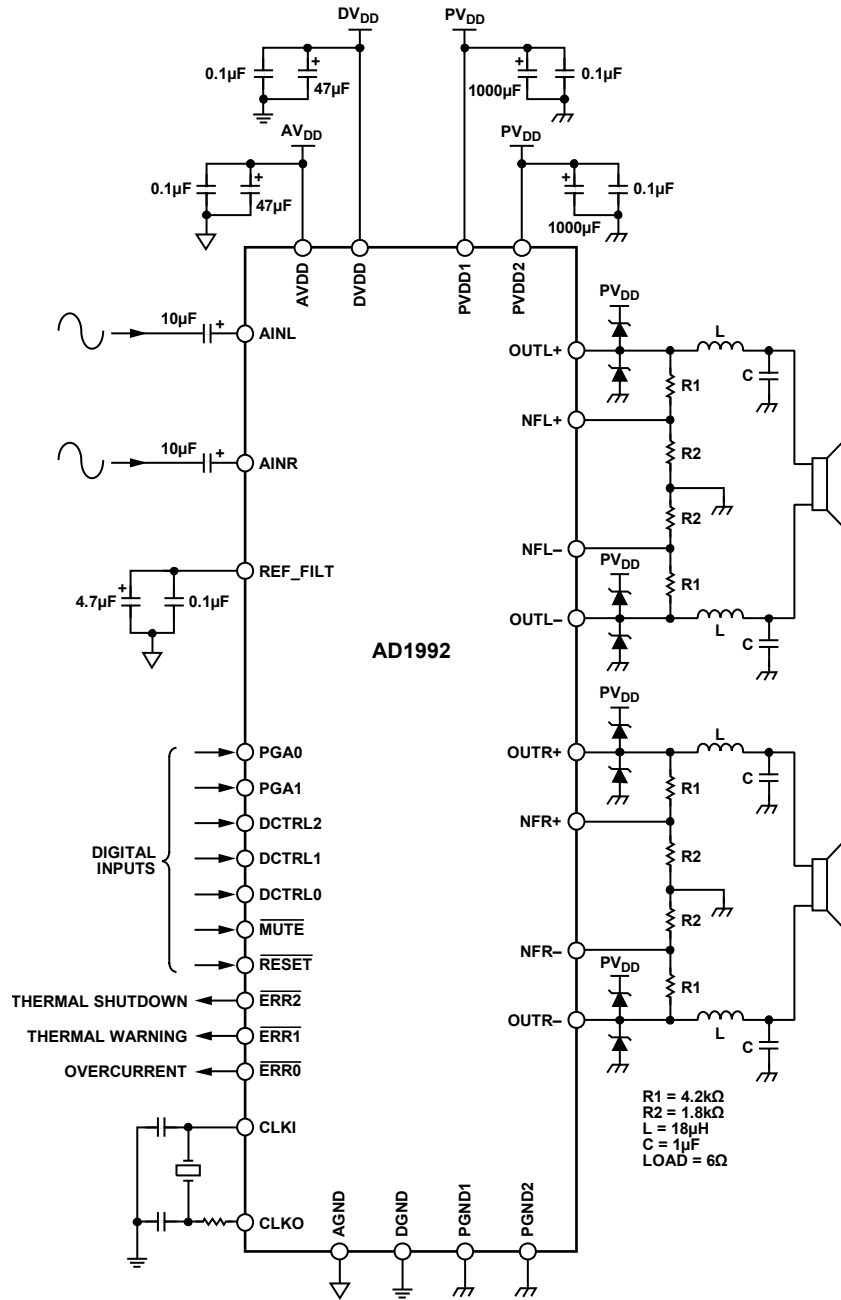 DVDD
PVDD
0.1µF
47µF
1000µF
0.1µF
AVDD
PVDD
0.1µF
47µF
1000µF
0.1µF
AVDD
DVDD
PVDD1
PVDD2
10µF
AINL
10µF
AINR
4.7µF
0.1µF
REF_FILT
AD1992
DIGITAL
INPUTS
PGA0
PGA1
DCTRL2
DCTRL1
DCTRL0
MUTE
RESET
THERMAL SHUTDOWN
ERR2
THERMAL WARNING
ERR1
OVERCURRENT
ERR0
CLKI
CLKO
AGND
DGND
PGND1
PGND2
PVDD
OUTL+
L
C
R1
NFL+
R2
R2
NFL–
PVDD
R1
OUTL–
L
C
PVDD
OUTR+
L
C
R1
NFR+
R2
R2
NFR–
PVDD
R1
OUTR–
L
C
R1 = 4.2kΩ
R2 = 1.8kΩ
L = 18µH
C = 1µF
LOAD = 6Ω